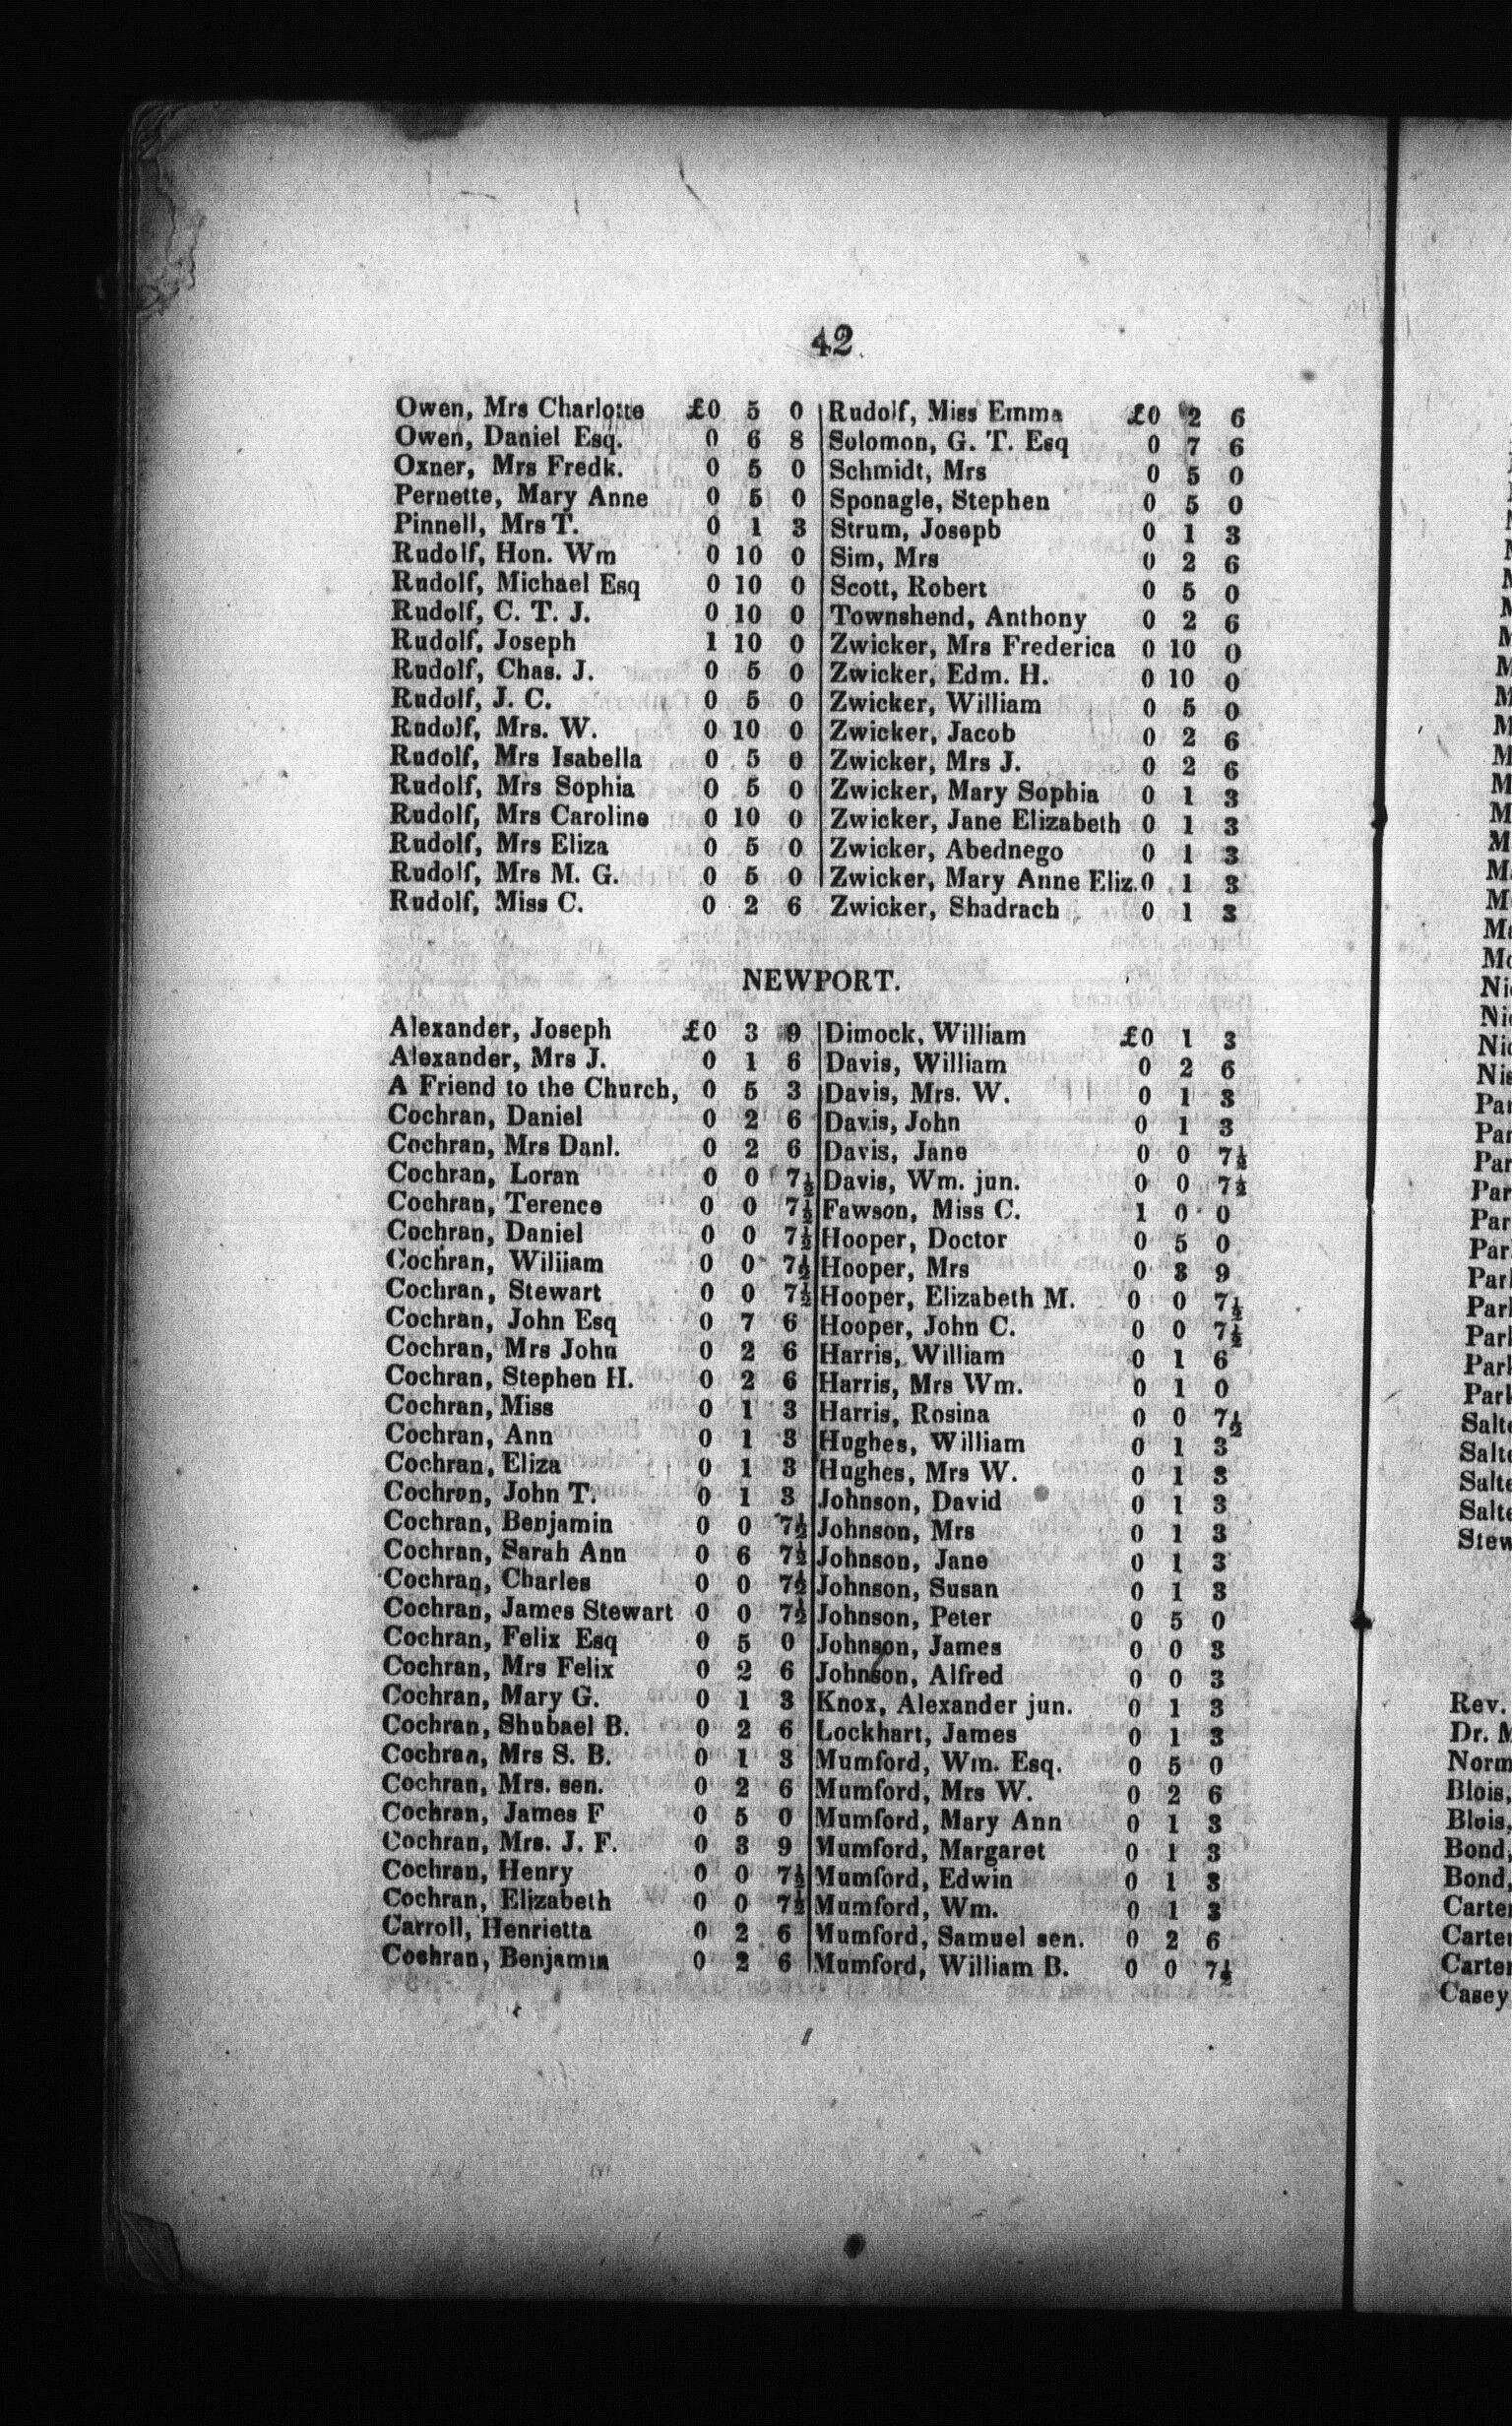 42
Owen, Mrs Charlotte £0 5 0
Owen, Daniel Esq. 0 6 8
Oxner, Mrs Fredk. 0 5 0
Pernette, Mary Anne 0 5 0
Pinnell, Mrs T. 0 1 3
Rudolf, Hon. Wm 0 10 0
Rudolf, Michael Esq 0 10 0
Rudolf, C. T. J. 0 10 0
Rudolf, Joseph 1 10 0
Rudolf, Chas. J. 0 5 0
Rudolf, J. C. 0 5 0
Rudolf, Mrs. W. 0 10 0
Rudolf, Mrs Isabella 0 5 0
Rudolf, Mrs Sophia 0 5 0
Rudolf, Mrs Caroline 0 10 0
Rudolf, Mrs Eliza 0 5 0
Rudolf, Mrs M. G. 0 5 0
Rudolf, Miss C. 0 2 6
Rudolf, Miss Emma £0 2 6
Solomon, G. T. Esq 0 7 6
Schmidt, Mrs 0 5 0
Sponagle, Stephen 0 5 0
Strum, Josepb 0 1 3
Sim, Mrs 0 2 6
Scott, Robert 0 5 0
Townshend, Anthony 0 2 6
Zwicker, Mrs Frederica 0 10 0
Zwicker, Edm. H. 0 10 0
Zwicker, William 0 5 0
Zwicker, Jacob 0 2 6
Zwicker, Mrs J. 0 2 6
Zwicker, Mary Sophia 0 1 3
Zwicker, Jane Elizabeth 0 1 3
Zwicker, Abednego 0 1 3
Zwicker, Mary Anne Eliz. 0 1 3
Zwicker, Shadrach 0 1 3
NEWPORT.
Alexander, Joseph £0 3 9
Alexander, Mrs J. 0 1 6
A Friend to the Church, 0 5 3
Cochran, Daniel 0 2 6
Cochran, Mrs Danl. 0 2 6
Cochran, Loran 0 0 7½
Cochran, Terence 0 0 7½
Cochran, Daniel 0 0 7½
Cochran, Wiliiam 0 0 7½
Cochran, Stewart 0 0 7½
Cochran, John Esq 0 7 6
Cochran, Mrs John 0 2 6
Cochran, Stephen H. 0 2 6
Cochran, Miss 0 1 3
Cochran, Ann 0 1 3
Cochran, Eliza 0 1 3
Cochron, John T. 0 1 3
Cochran, Benjamin 0 0 7½
Cochran, Sarah Ann 0 6 7½
Cochran, Charles 0 0 7½
Cochran, James Stewart 0 0 7½
Cochran, Felix Esq 0 5 0
Cochran, Mrs Felix 0 2 6
Cochran, Mary G. 0 1 3
Cochran, Shubael B. 0 2 6
Cochran, Mrs S. B. 0 1 3
Cochran, Mrs. sen. 0 2 6
Cochran, James F 0 5 0
Cochran, Mrs. J. F. 0 3 9
Cochran, Henry 0 0 7½
Cochran, Elizabeth 0 0 7½
Carroll, Henrietta 0 2 6
Cochran, Benjamin 0 2 6
Dimock, William £0 1 3
Davis, William 0 2 6
Davis, Mrs. W. 0 1 3
Davis, John 0 1 3
Davis, Jane 0 0 7½
Davis, Wm. jun. 0 0 7½
Fawson, Miss C. 1 0 0
Hooper, Doctor 0 5 0
Hooper, Mrs 0 3 9
Hooper, Elizabeth M. 0 0 7½
Hooper, John C. 0 0 7½
Harris, William 0 1 6
Harris, Mrs Wm. 0 1 0
Harris, Rosina 0 0 7½
Hughes, William 0 1 3
Hughes, Mrs W. 0 1 3
Johnson, David 0 1 3
Johnson, Mrs 0 1 3
Johnson, Jane 0 1 3
Johnson, Susan 0 1 3
Johnson, Peter 0 5 0
Johnson, James 0 0 3
Johnson, Alfred 0 0 3
Knox, Alexander jun. 0 1 3
Lockhart, James 0 1 3
Mumford, Wm. Esq. 0 5 0
Mumford, Mrs W. 0 2 6
Mumford, Mary Ann 0 1 3
Mumford, Margaret 0 1 3
Mumford, Edwin 0 1 3
Mumford, Wm. 0 1 3
Mumford, Samuel sen. 0 2 6
Mumford, William B. 0 0 7½
Rev.
Dr.
Blois,
Blois,
Bond,
Bond,
Casey